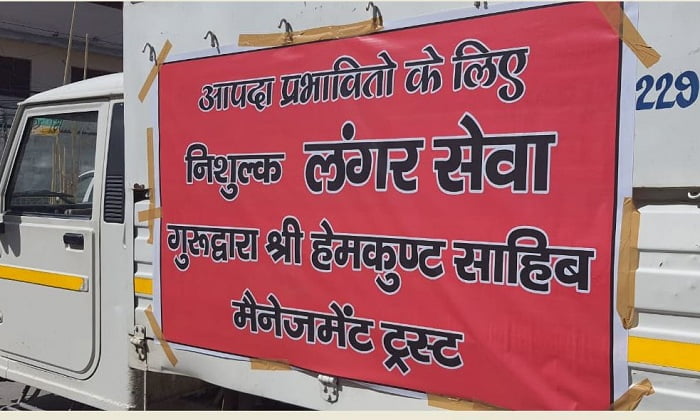 आपदा प्रभावितो के लिए
निशुल्क लंगर सेवा
गुरूद्वारा श्री हेमकुण्ट साहिब
मैनेजमेंट ट्रस्ट
229